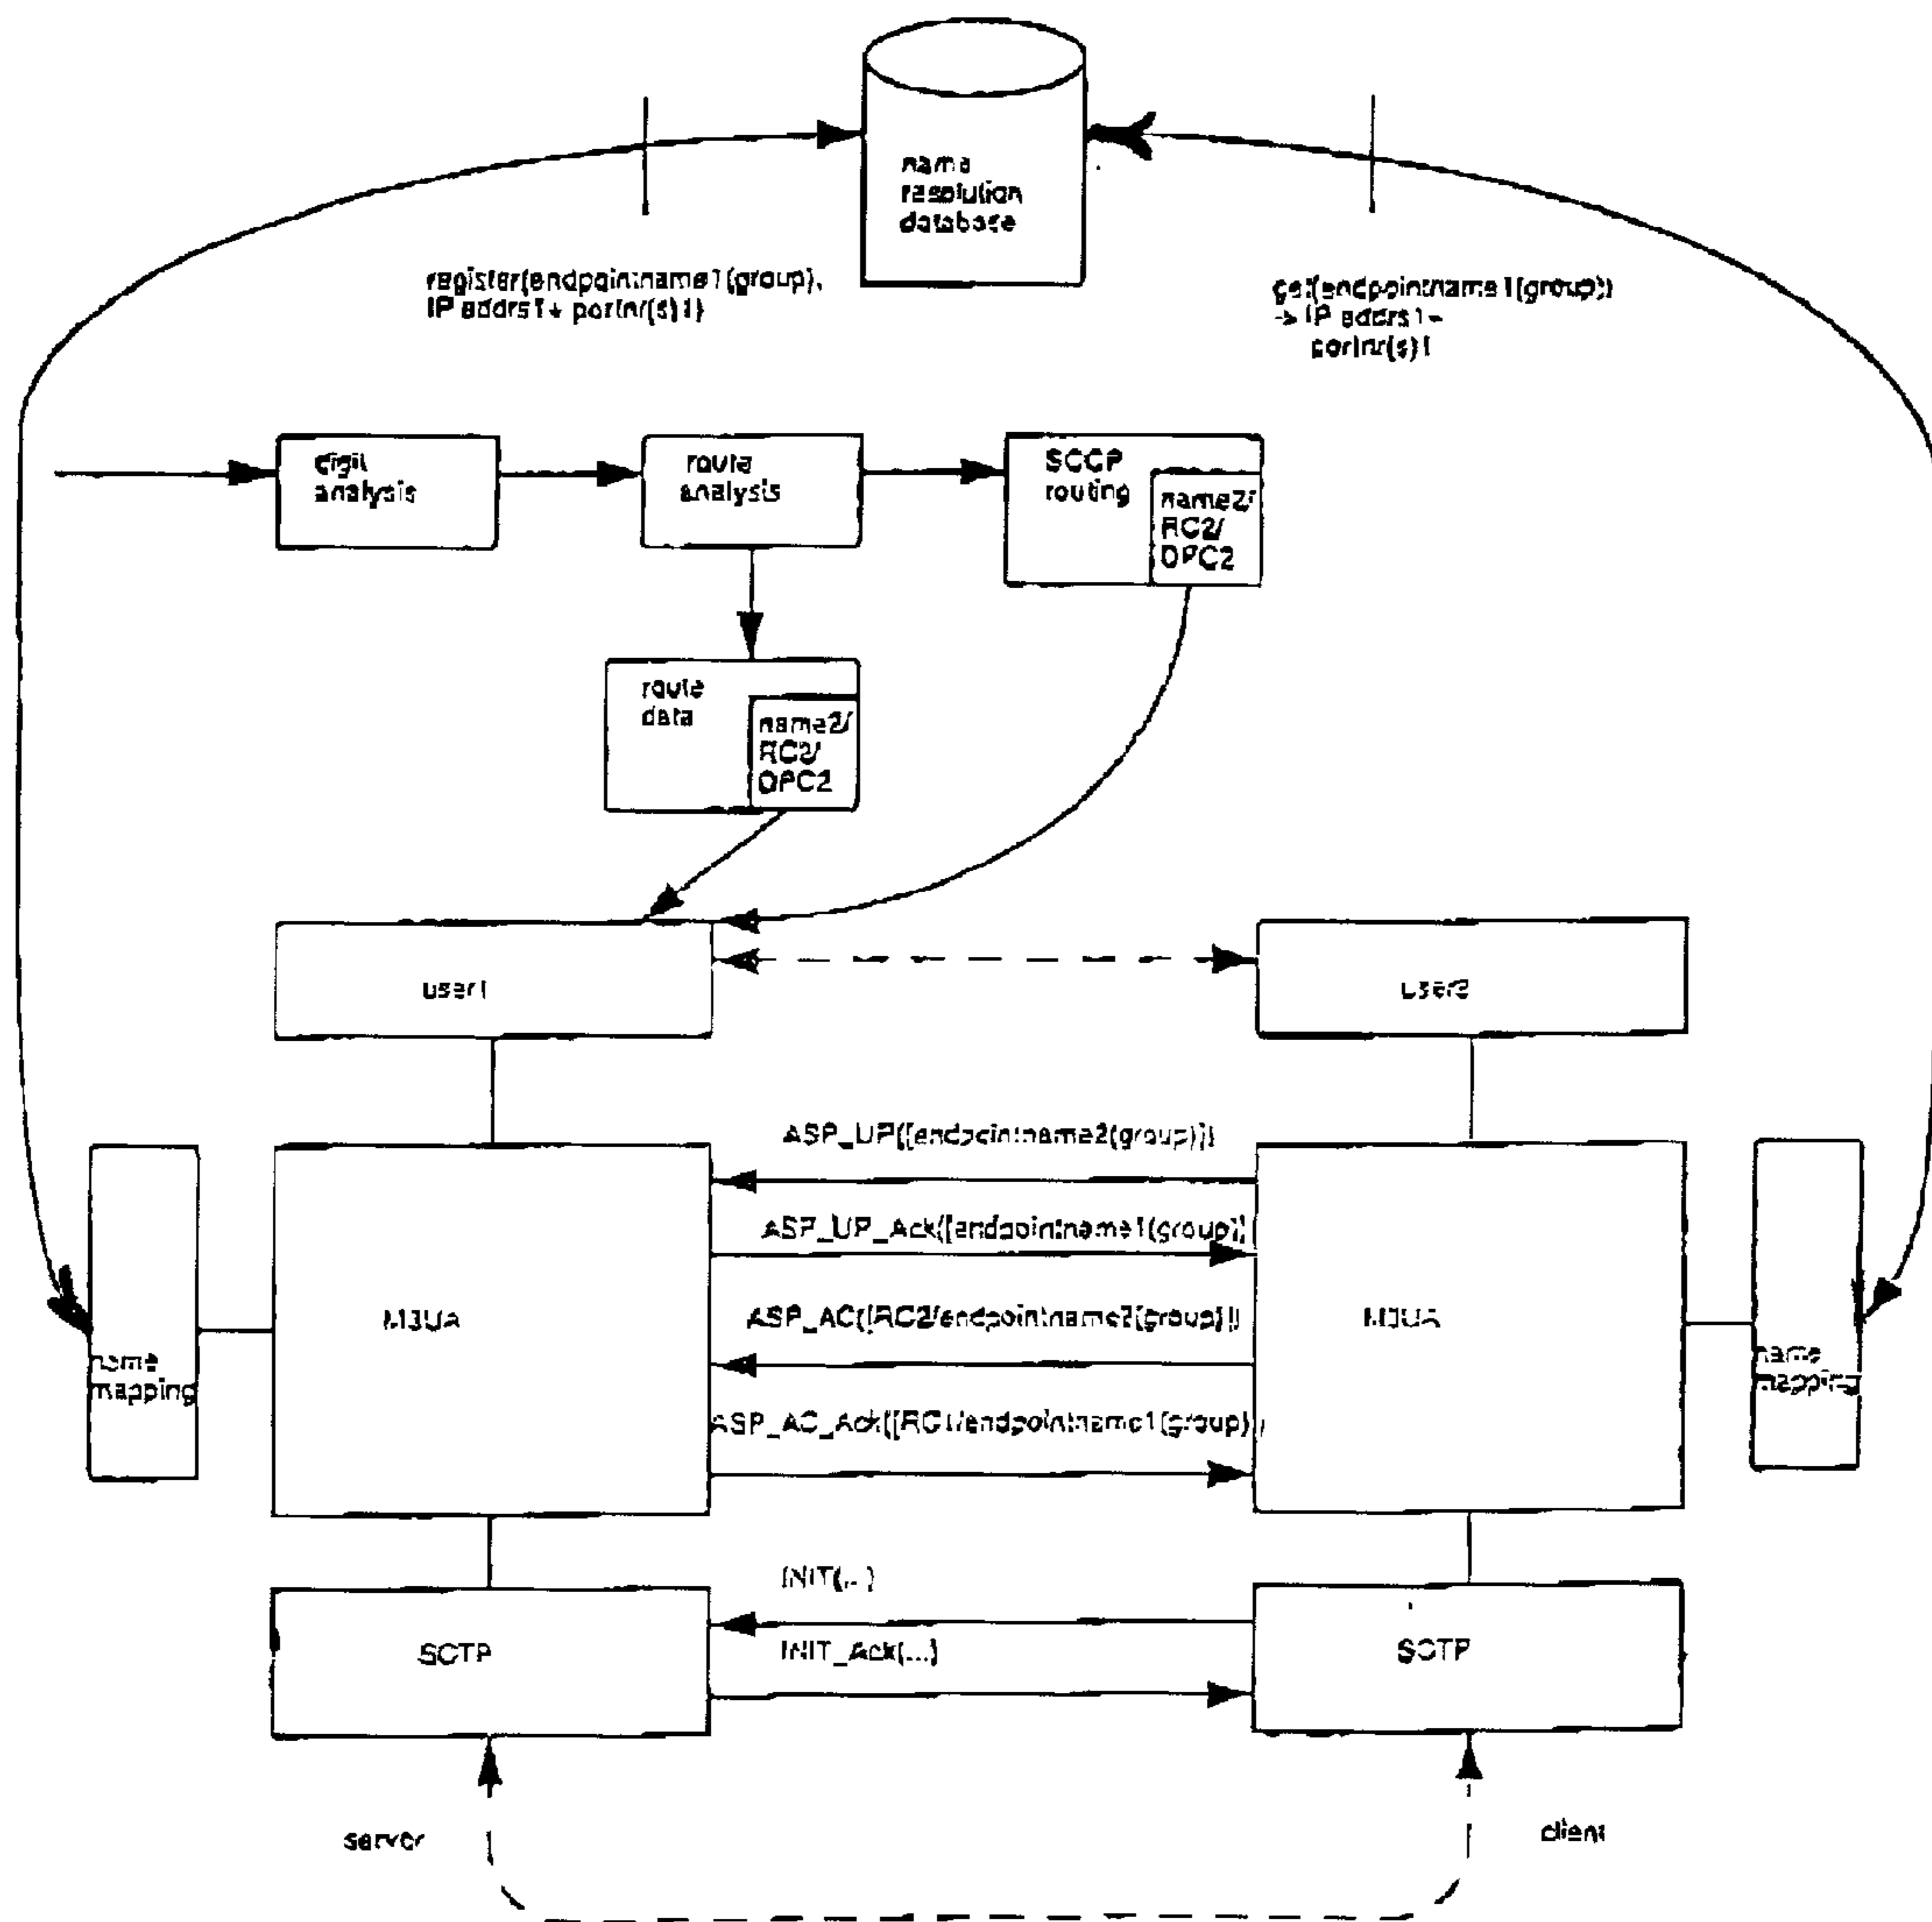 name
resolution
database
register(endpointname1(group),
IP addrs1+ portnr(s)1)
get(endpointname1(group))
-> IP addrs1-
portnr(s)1
digit
analysis
route
analysis
SCCP
routing
name2/
RC2/
DPC2
route
data
name2/
RC2/
DPC2
user1
user2
ASP_UP([endpointname2(group)])
ASP_UP_Ack([endpointname1(group)]
ASP_AC([RC2/endpointname2(group)])
ASP_AC_Ack([RC1/endpointname1(group)])
M3UA
M3UA
name
mapping
name
mapping
INIT(...)
INIT_Ack(...)
SCTP
SCTP
server
client